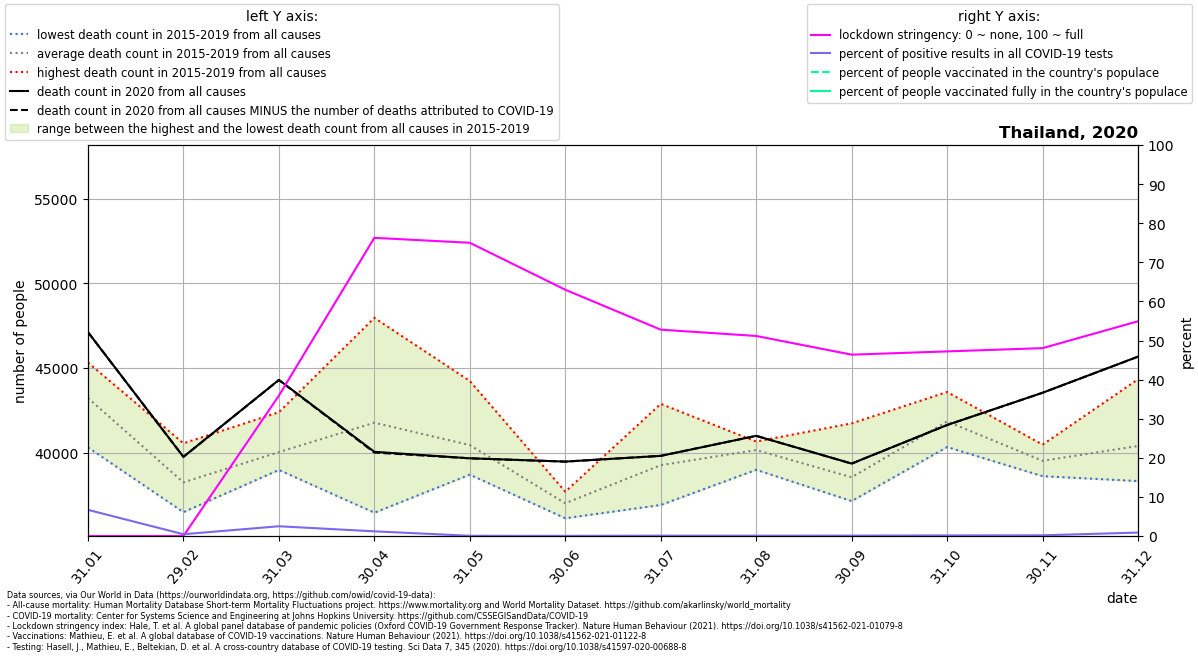 left Y axis:
lowest death count in 2015-2019 from all causes
average death count in 2015-2019 from all causes
highest death count in 2015-2019 from all causes
death count in 2020 from all causes
death count in 2020 from all causes MINUS the number of deaths attributed to COVID-19
range between the highest and the lowest death count from all causes in 2015-2019
right Y axis:
lockdown stringency: 0 ~ none, 100 ~ full
percent of positive results in all COVID-19 tests
percent of people vaccinated in the country's populace
percent of people vaccinated fully in the country's populace
Thailand, 2020
number of people
55000
50000
45000
40000
100
90
80
70
60
50
40
30
20
10
0
percent
31.01
29.02
31.03
30.04
31.05
30.06
31.07
31.08
30.09
31.10
30.11
31.12
date
Data sources, via Our World in Data (https://ourworldindata.org, https://github.com/owid/covid-19-data):
- All-cause mortality: Human Mortality Database Short-term Mortality Fluctuations project. https://www.mortality.org and World Mortality Dataset. https://github.com/akarlinsky/world_mortality
- COVID-19 mortality: Center for Systems Science and Engineering at Johns Hopkins University. https://github.com/CSSEGISandData/COVID-19
- Lockdown stringency index: Hale, T. et al. A global panel database of pandemic policies (Oxford COVID-19 Government Response Tracker). Nature Human Behaviour (2021). https://doi.org/10.1038/s41562-021-01079-8
- Vaccinations: Mathieu, E. et al. A global database of COVID-19 vaccinations. Nature Human Behaviour (2021). https://doi.org/10.1038/s41562-021-01122-8
- Testing: Hasell, J., Mathieu, E., Beltekian, D. et al. A cross-country database of COVID-19 testing. Sci Data 7, 345 (2020). https://doi.org/10.1038/s41597-020-00688-8